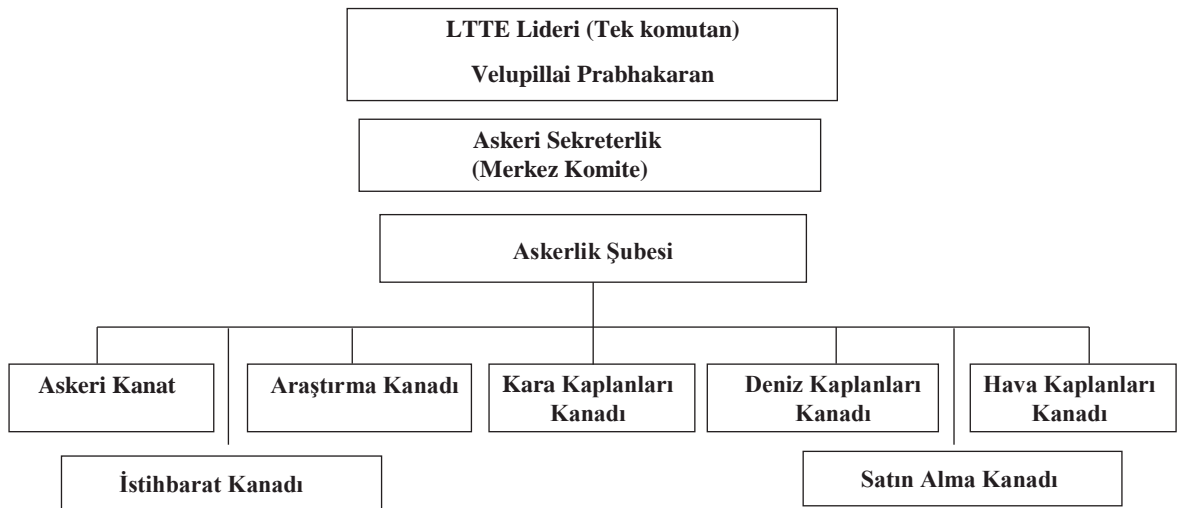 LTTE Lideri (Tek komutan)
Velupillai Prabhakaran
Askeri Sekreterlik
(Merkez Komite)
Askerlik Şubesi
Askeri Kanat
Araştırma Kanadı
Kara Kaplanları
Kanadı
Deniz Kaplanları
Kanadı
Hava Kaplanları
Kanadı
İstihbarat Kanadı
Satın Alma Kanadı